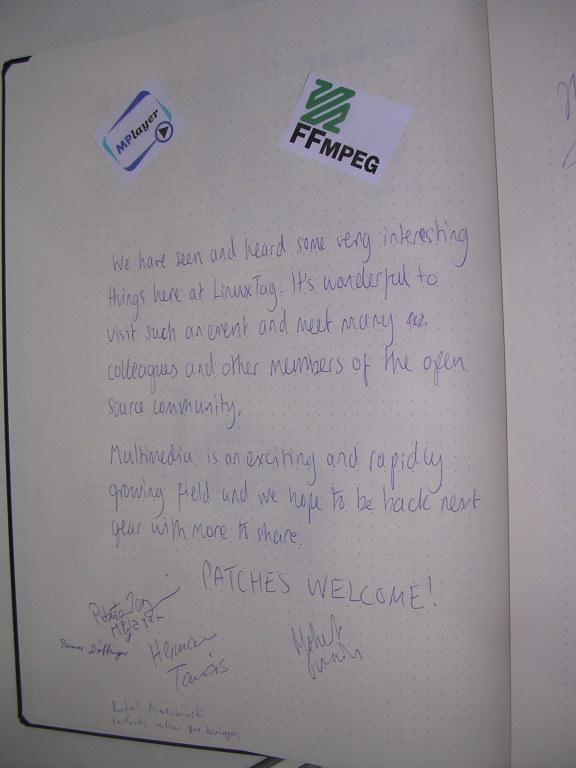 MPlayer
FFMPEG
We have seen and heard some very interesting
things here at LinuxTag. It's wonderful to
visit such an event and meet many
colleagues and other members of the open
source community.
Multimedia is an exciting and rapidly
growing field and we hope to be back next
year with more to share.
PATCHES WELCOME!
MPlayer
Herman